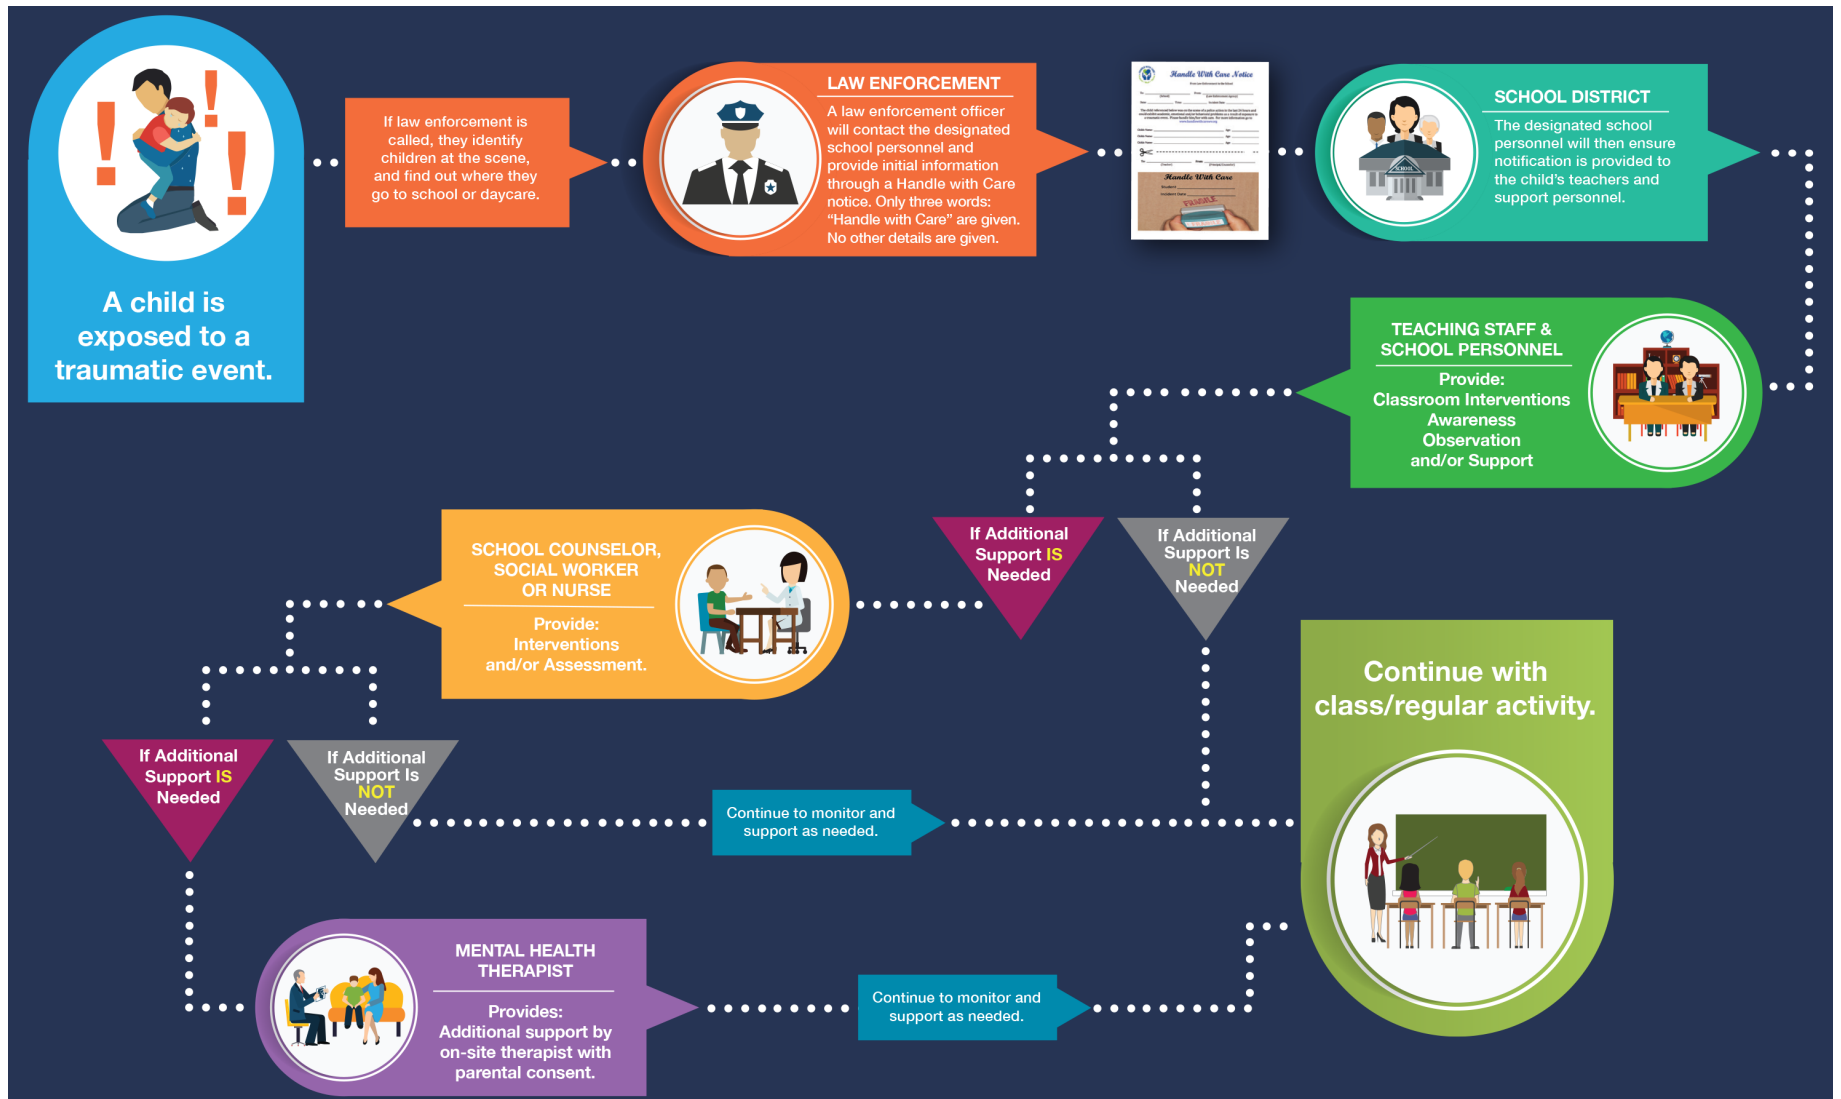 A child is
exposed to a
traumatic event.
If law enforcement is
called, they identify
children at the scene,
and find out where they
go to school or daycare.
LAW ENFORCEMENT
A law enforcement officer
will contact the designated
school personnel and
provide initial information
through a Handle with Care
notice. Only three words:
“Handle with Care” are given.
No other details are given.
Handle With Care Notice
Handle With Care
FRAGILE
SCHOOL DISTRICT
The designated school
personnel will then ensure
notification is provided to
the child’s teachers and
support personnel.
SCHOOL
TEACHING STAFF &
SCHOOL PERSONNEL
Provide:
Classroom Interventions
Awareness
Observation
and/or Support
If Additional
Support IS
Needed
If Additional
Support Is
NOT
Needed
SCHOOL COUNSELOR,
SOCIAL WORKER
OR NURSE
Provide:
Interventions
and/or Assessment.
If Additional
Support IS
Needed
If Additional
Support Is
NOT
Needed
Continue to monitor and
support as needed.
Continue with
class/regular activity.
MENTAL HEALTH
THERAPIST
Provides:
Additional support by
on-site therapist with
parental consent.
Continue to monitor and
support as needed.